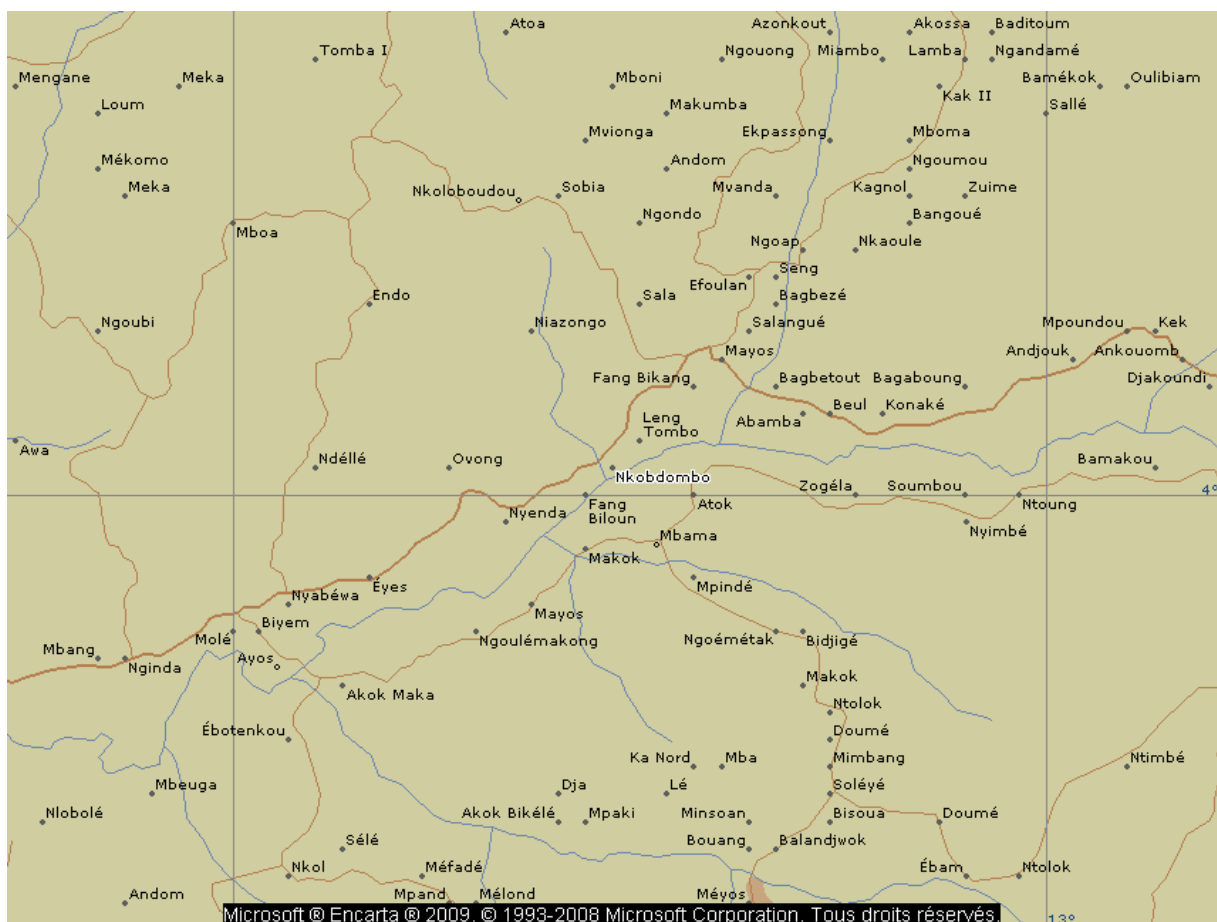 Atoa
Azonkout
Akossa
Baditoum
Tomba I
Ngouong
Miambo
Lamba
Ngandamé
Mengane
Meka
Mboni
Bamékok
Oulibiam
Loum
Makumba
Kak II
Sallé
Mvionga
Ekpassong
Mboma
Mékomo
Andom
Ngoumou
Meka
Nkoloboudou
Sobia
Mvanda
Kagnol
Zuime
Mboa
Ngondo
Bangoué
Ngoap
Nkaoule
Efoulan
Seng
Endo
Sala
Bagbezé
Ngoubi
Niazongo
Salangué
Mpoundou
Kek
Mayos
Andjouk
Ankouomb
Fang Bikang
Bagbetout
Bagaboung
Djakoundi
Leng
Tombo
Abamba
Beul
Konaké
Awa
Ndéllé
Ovong
Nkobdombo
Bamakou
Zogéla
Soumbou
4°
Fang
Biloun
Atok
Ntoung
Nyenda
Nyimbé
Mbama
Makok
Éyes
Mpindé
Nyabéwa
Mayos
Molé
Biyem
Ngoulémakong
Ngoémétak
Bidjigé
Mbang
Nginda
Ayos
Akok Maka
Makok
Ntolok
Ébotenkou
Doumé
Ka Nord
Mba
Mimbang
Ntimbé
Mbeuga
Dja
Lé
Soléyé
Nlobolé
Akok Bikélé
Mpaki
Minsoan
Bisoua
Doumé
Sélé
Bouang
Balandjwok
Nkol
Méfadé
Ébam
Ntolok
Andom
Mpand
Mélond
Méyos
13°
Microsoft ® Encarta ® 2009. © 1993-2008 Microsoft Corporation. Tous droits réservés.